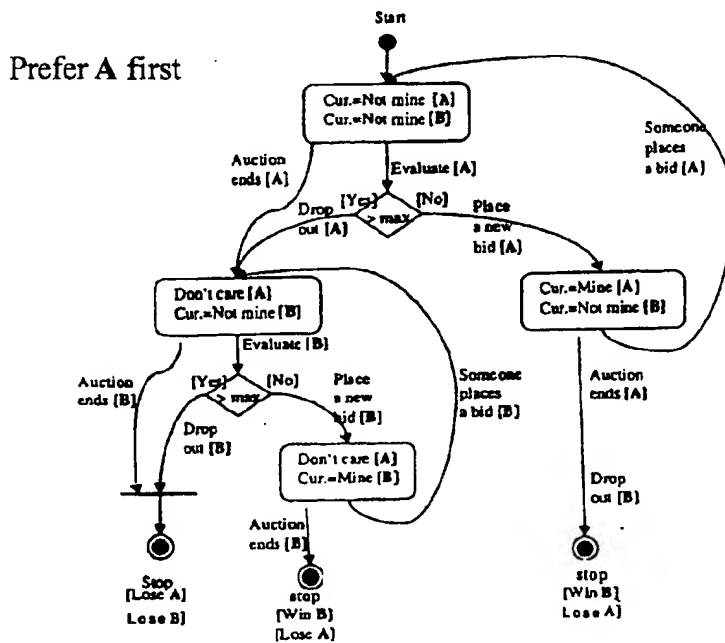 Start
Prefer A first
Cur.=Not mine [A]
Cur.=Not mine [B]
Someone
places
a bid [A]
Auction
ends [A]
Evaluate [A]
[Yes]
[No]
Drop
out [A]
> max
Place
a new
bid [A]
Don't care [A]
Cur.=Not mine [B]
Cur.=Mine [A]
Cur.=Not mine [B]
Evaluate [B]
Auction
ends [B]
[Yes]
[No]
> max
Place
a new
bid [B]
Someone
places
a bid [B]
Auction
ends [A]
Drop
out [B]
Don't care [A]
Cur.=Mine [B]
Drop
out [B]
Auction
ends [B]
Stop
[Lose A]
Lose B]
stop
[Win B]
[Lose A]
stop
[Win B]
Lose A]